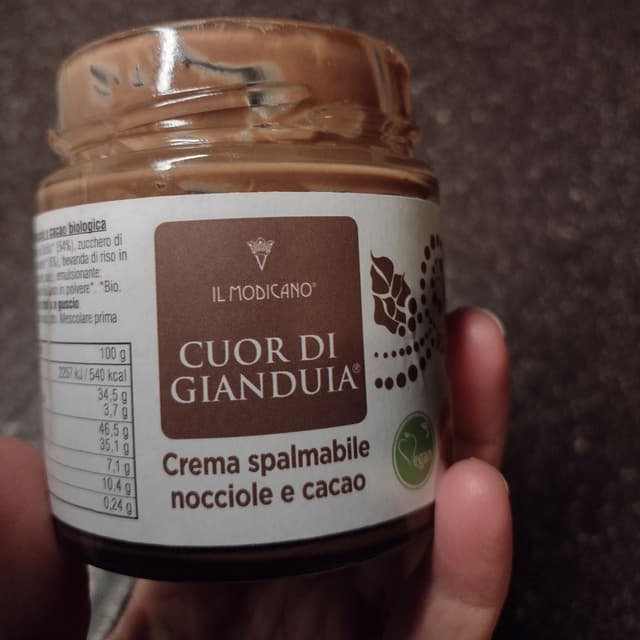 e cacao biologica
(54%), zucchero di
bevanda di riso in
emulsionante:
in polvere*. *Bio.
guscio
Mescolare prima
100 g
2257 kJ / 540 kcal
34,5 g
3,7 g
46,5 g
35,1 g
7,1 g
10,4 g
0,24 g
IL MODICANO®
CUOR DI
GIANDUIA®
Crema spalmabile
nocciole e cacao